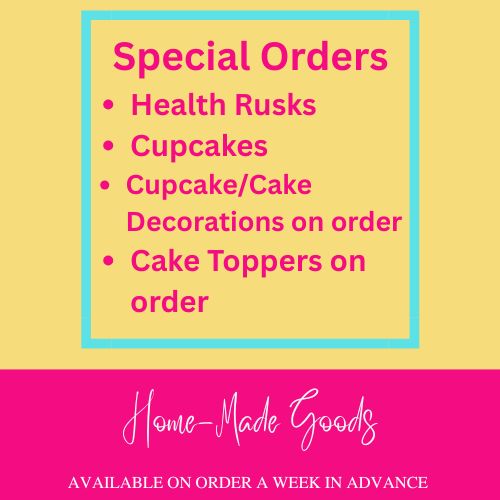 Special Orders
• Health Rusks
• Cupcakes
• Cupcake/Cake
Decorations on order
• Cake Toppers on
order
Home-Made Goods
AVAILABLE ON ORDER A WEEK IN ADVANCE